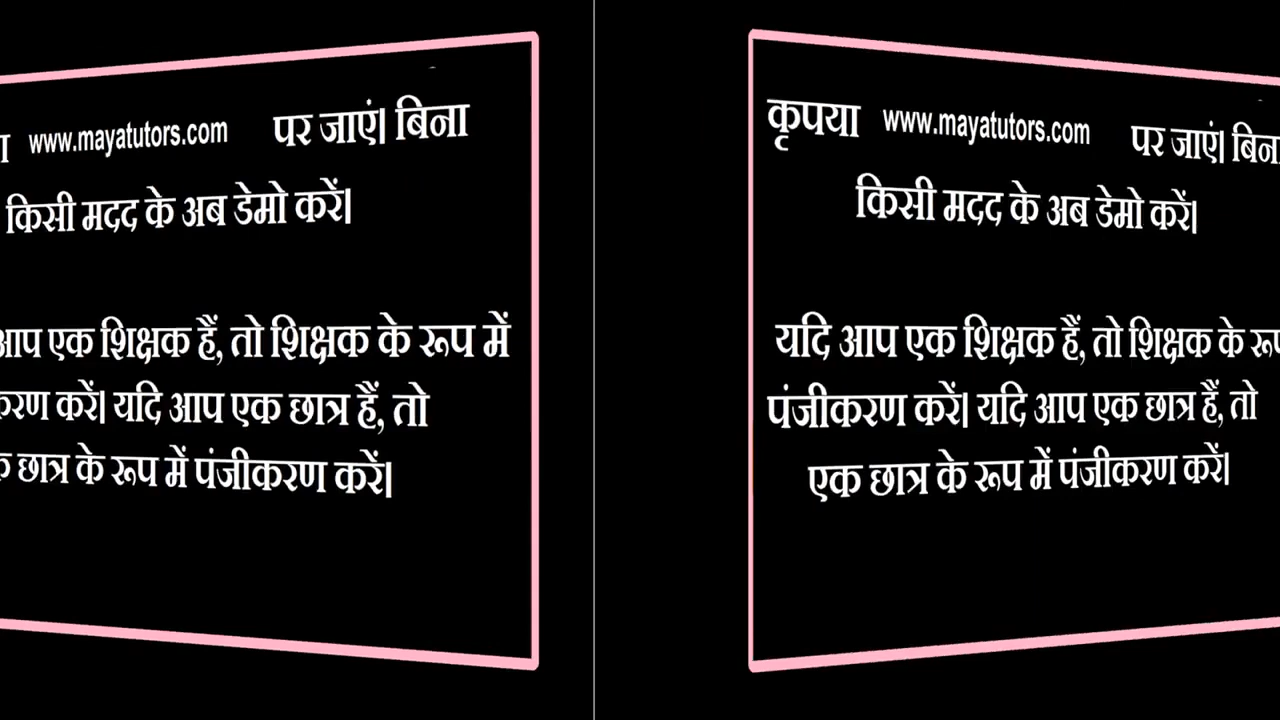 www.mayatutors.com पर जाएं। बिना
किसी मदद के अब डेमो करें।
आप एक शिक्षक हैं, तो शिक्षक के रूप में
करें। यदि आप एक छात्र हैं, तो
छात्र के रूप में पंजीकरण करें।
कृपया www.mayatutors.com पर जाएं। बिना
किसी मदद के अब डेमो करें।
यदि आप एक शिक्षक हैं, तो शिक्षक के रूप
पंजीकरण करें। यदि आप एक छात्र हैं, तो
एक छात्र के रूप में पंजीकरण करें।